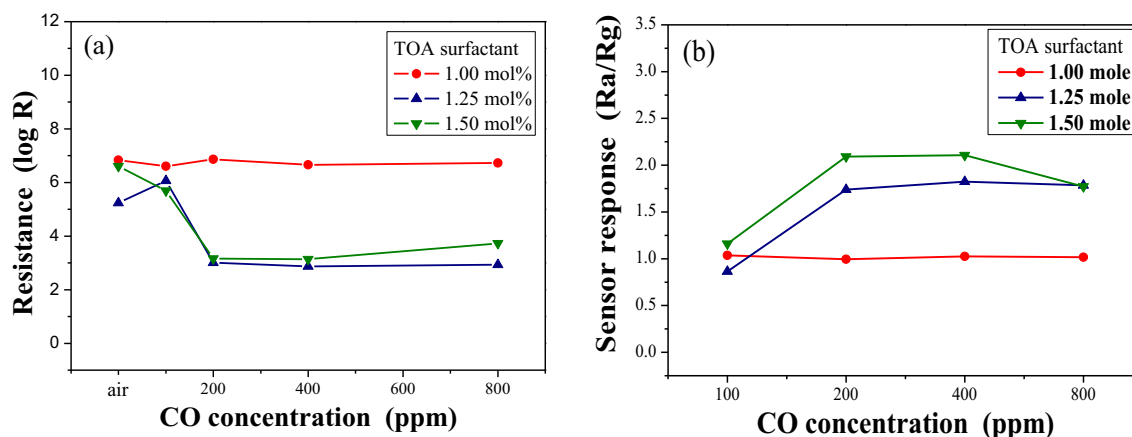 (a)
TOA surfactant
1.00 mol%
1.25 mol%
1.50 mol%
12
10
8
6
4
2
0
Resistance (log R)
air
200
400
600
800
CO concentration (ppm)
(b)
TOA surfactant
1.00 mole
1.25 mole
1.50 mole
3.5
3.0
2.5
2.0
1.5
1.0
0.5
0.0
Sensor response (Ra/Rg)
100
200
400
800
CO concentration (ppm)